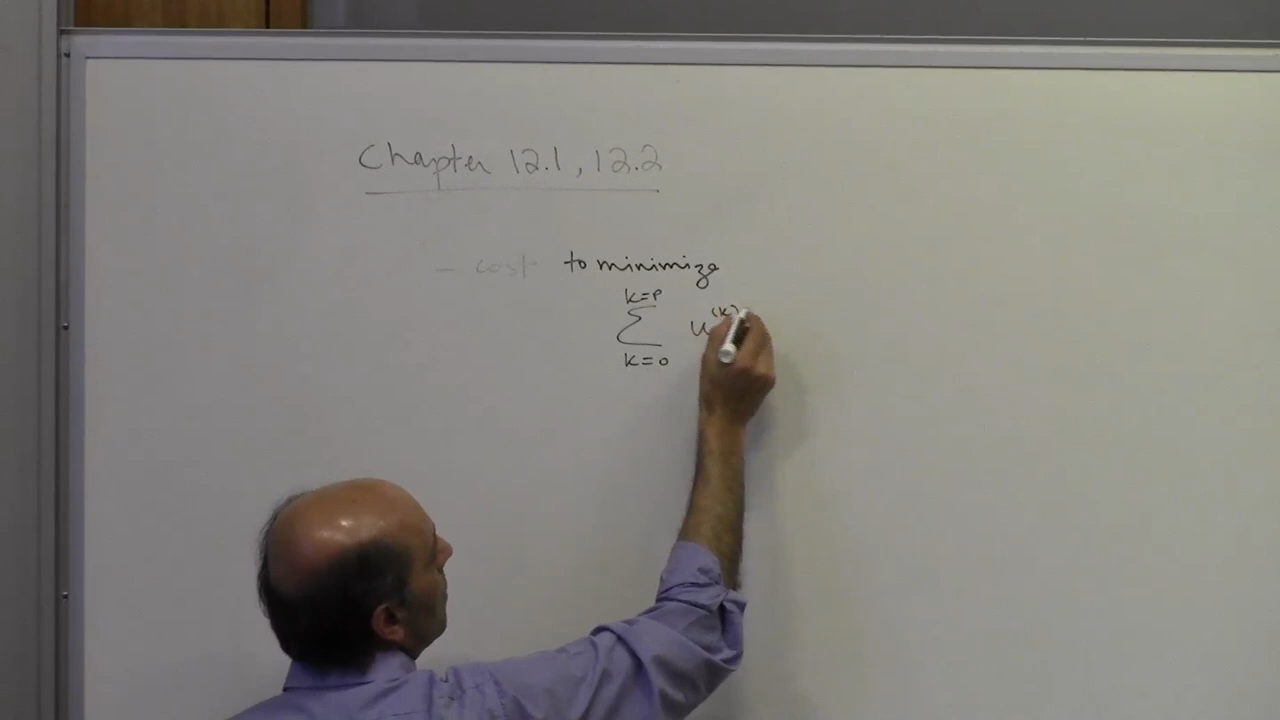 Chapter 12.1, 12.2
- cost to minimize
k=P
∑ u(k)
k=0